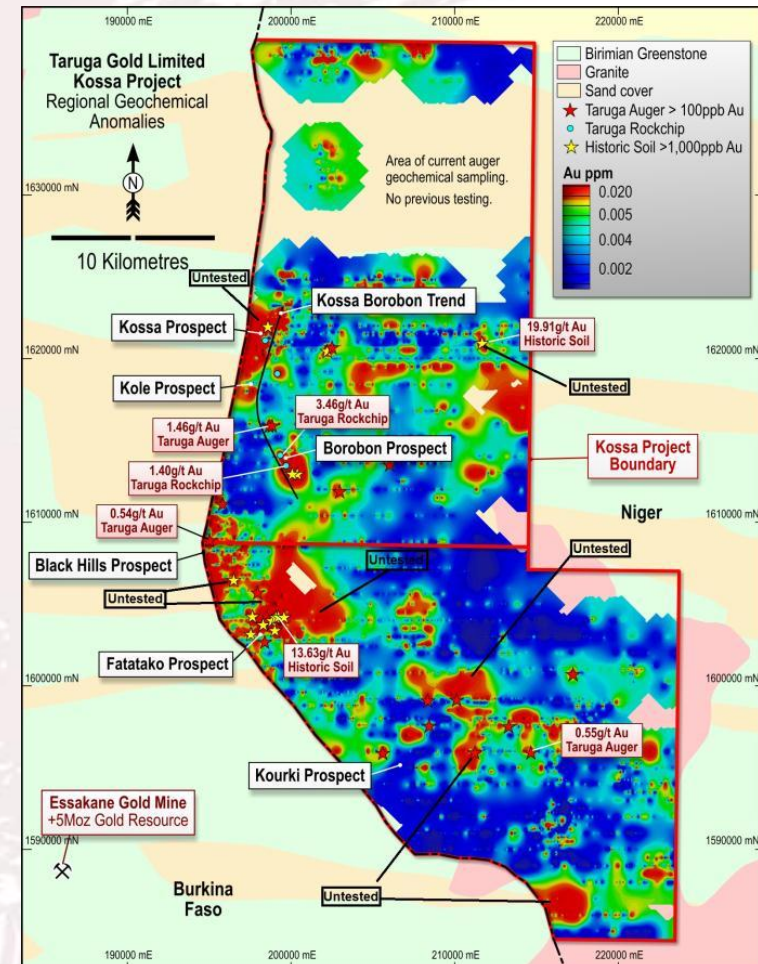 190000 mE
200000 mE
210000 mE
220000 mE
Taruga Gold Limited
Kossa Project
Regional Geochemical
Anomalies
N
10 Kilometres
Birimian Greenstone
Granite
Sand cover
Taruga Auger > 100ppb Au
Taruga Rockchip
Historic Soil >1,000ppb Au
Au ppm
0.020
0.005
0.004
0.002
Area of current auger
geochemical sampling.
No previous testing.
1630000 mN
1630000 mN
Untested
Kossa Borobon Trend
Kossa Prospect
19.91g/t Au
Historic Soil
1620000 mN
1620000 mN
Kole Prospect
Untested
3.46g/t Au
Taruga Rockchip
1.46g/t Au
Taruga Auger
Borobon Prospect
Kossa Project
Boundary
1.40g/t Au
Taruga Rockchip
0.54g/t Au
Taruga Auger
Niger
1610000 mN
1610000 mN
Black Hills Prospect
Untested
Untested
Untested
13.63g/t Au
Historic Soil
Fatatako Prospect
1600000 mN
1600000 mN
0.55g/t Au
Taruga Auger
Kourki Prospect
Essakane Gold Mine
+5Moz Gold Resource
1590000 mN
1590000 mN
Burkina
Faso
Untested
190000 mE
200000 mE
210000 mE
220000 mE